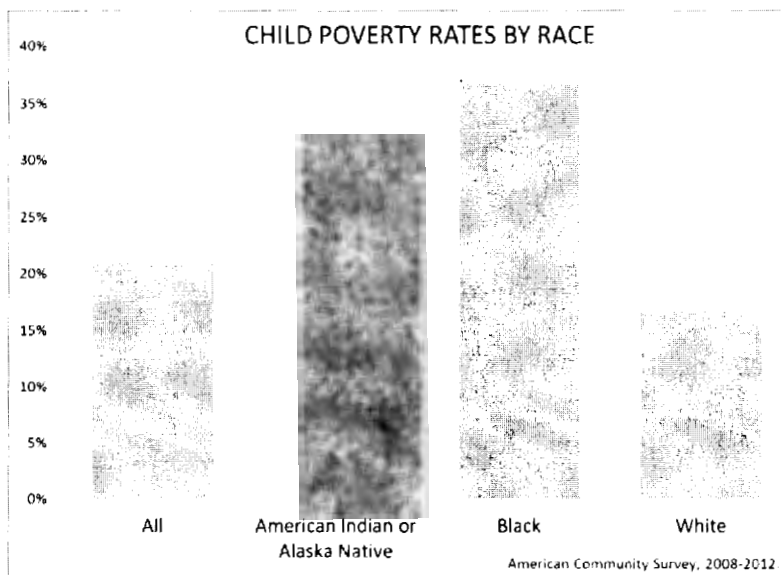 CHILD POVERTY RATES BY RACE
40%
35%
30%
25%
20%
15%
10%
5%
0%
All
American Indian or
Alaska Native
Black
White
American Community Survey, 2008-2012